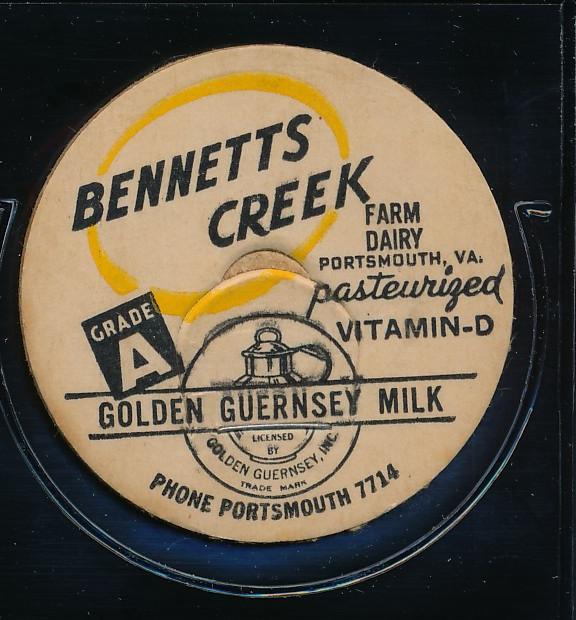 BENNETTS
CREEK
FARM
DAIRY
PORTSMOUTH, VA.
pasteurized
VITAMIN-D
GRADE
A
GOLDEN GUERNSEY MILK
LICENSED
BY
GOLDEN GUERNSEY, INC.
TRADE MARK
PHONE PORTSMOUTH 7714